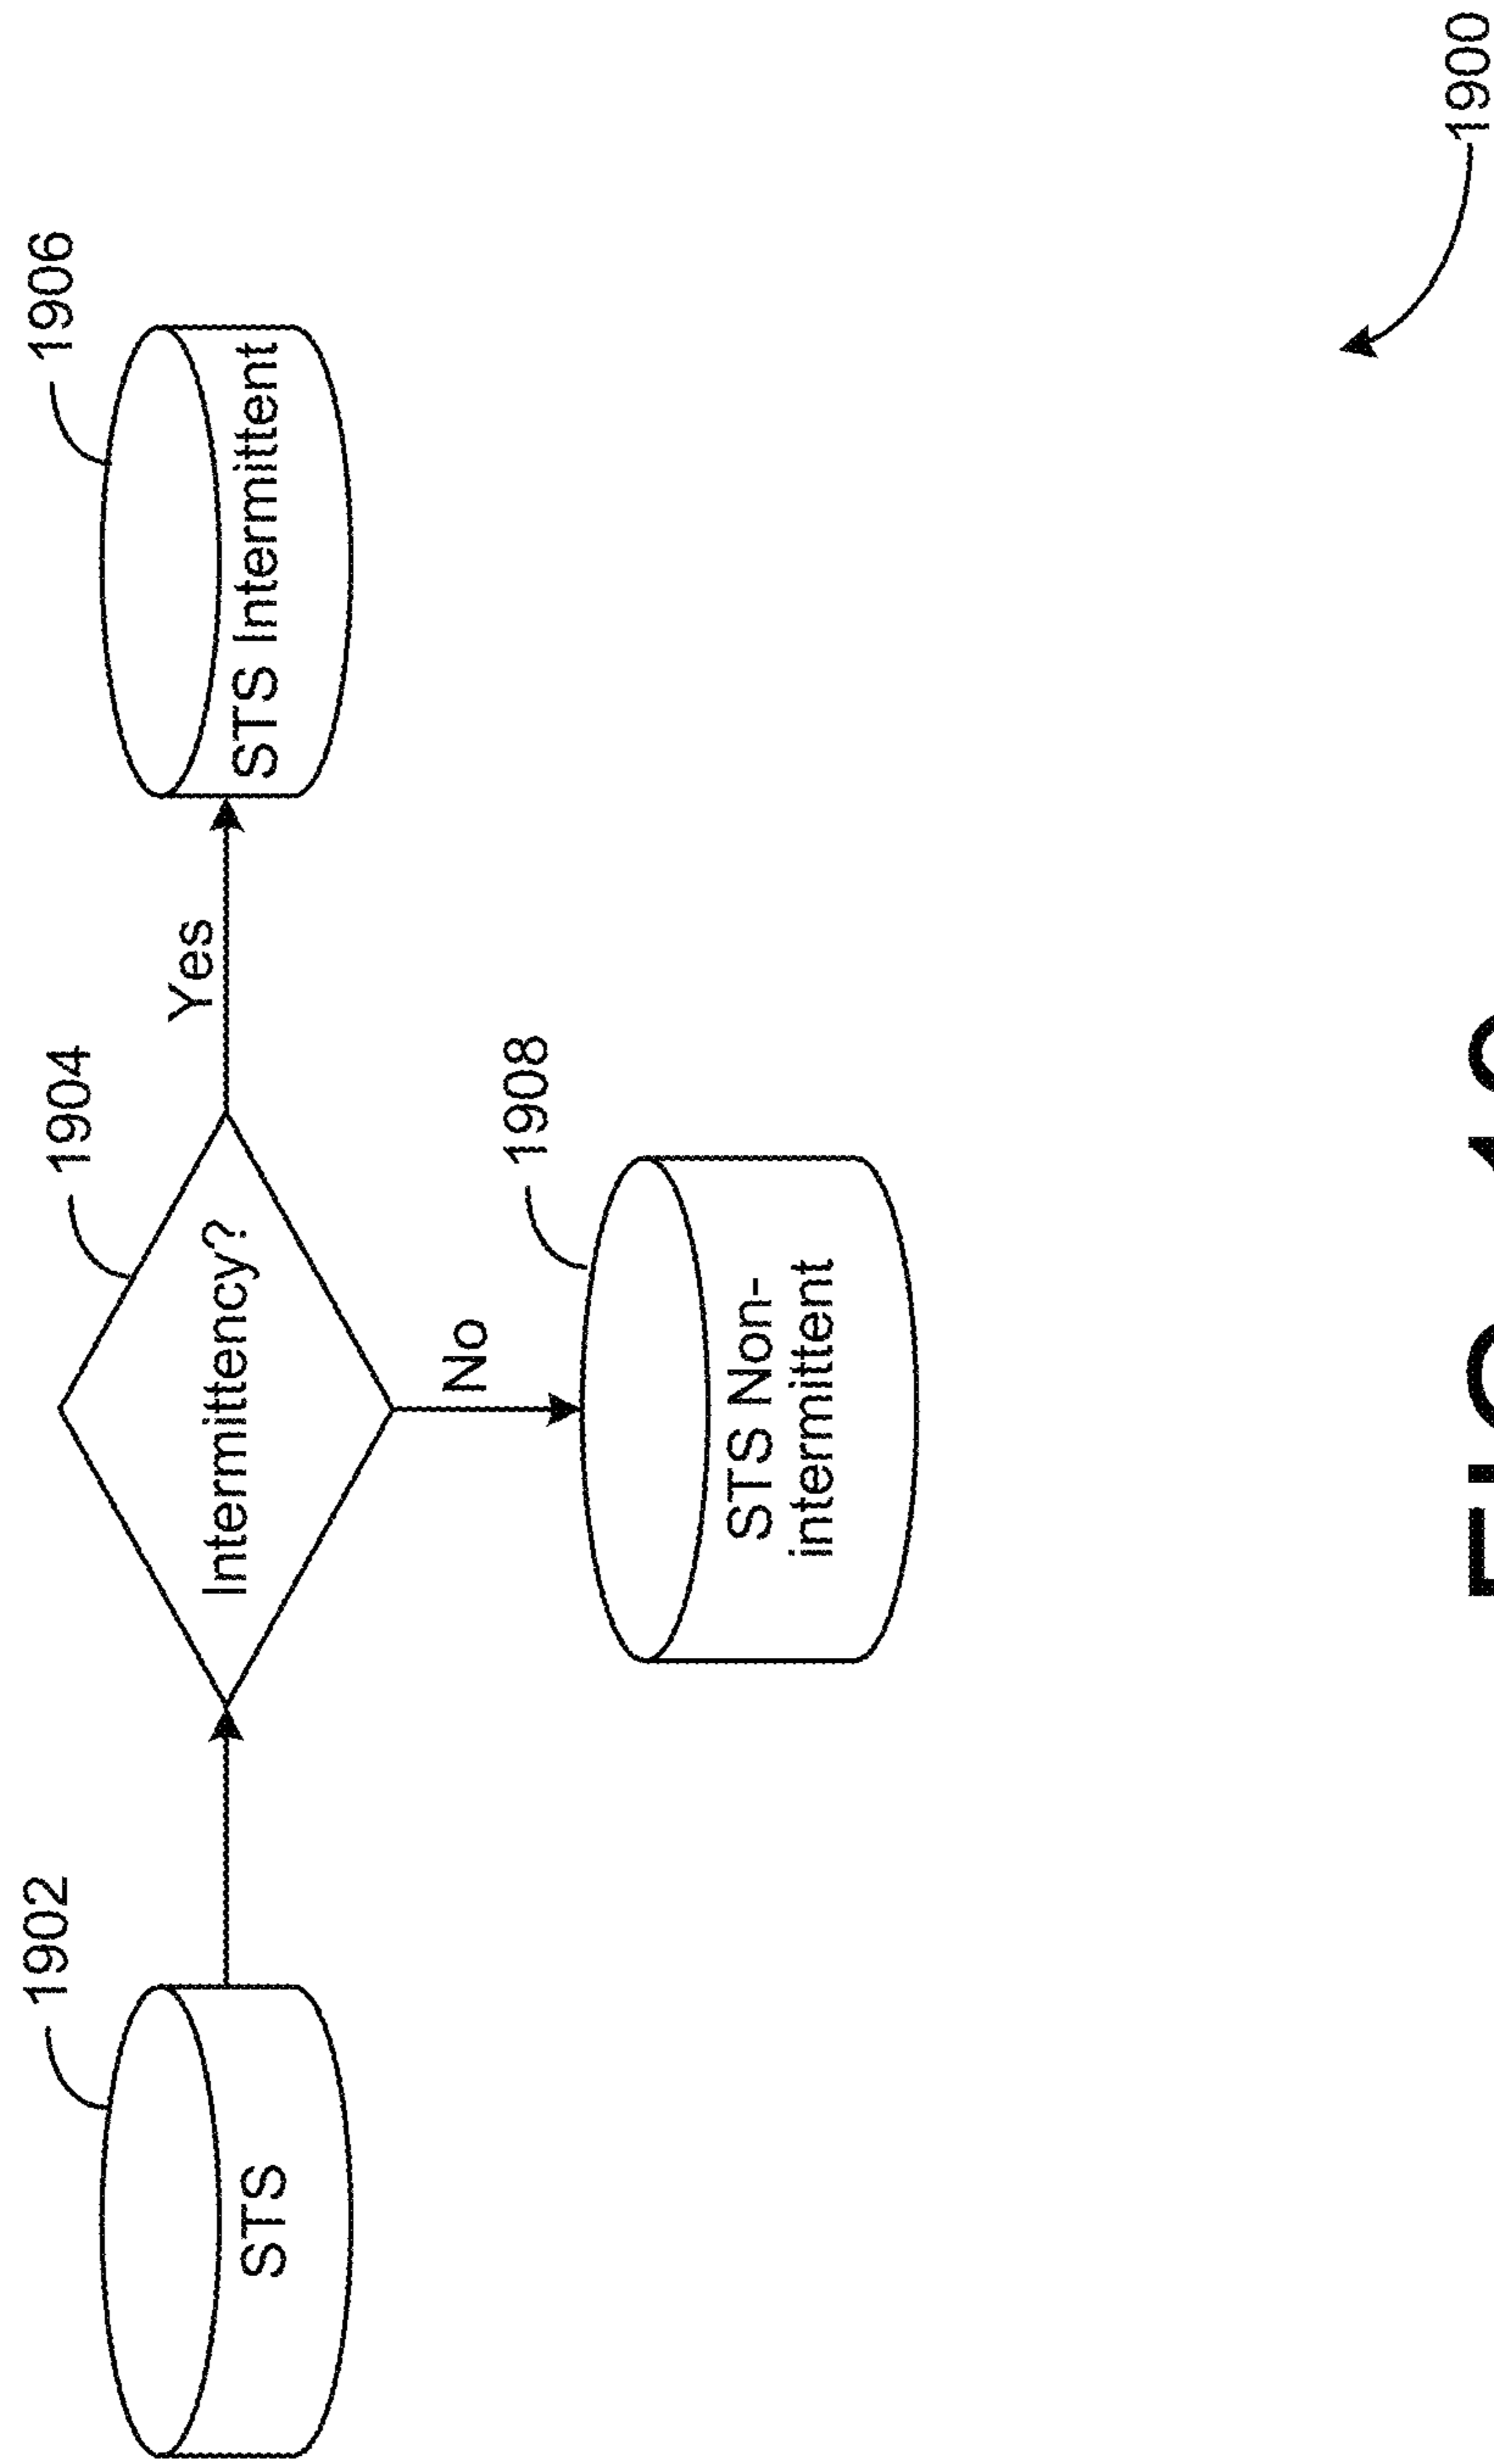 1902
STS
1904
Intermittency?
Yes
1906
STS Intermittent
No
1908
STS Non-
intermittent
1900